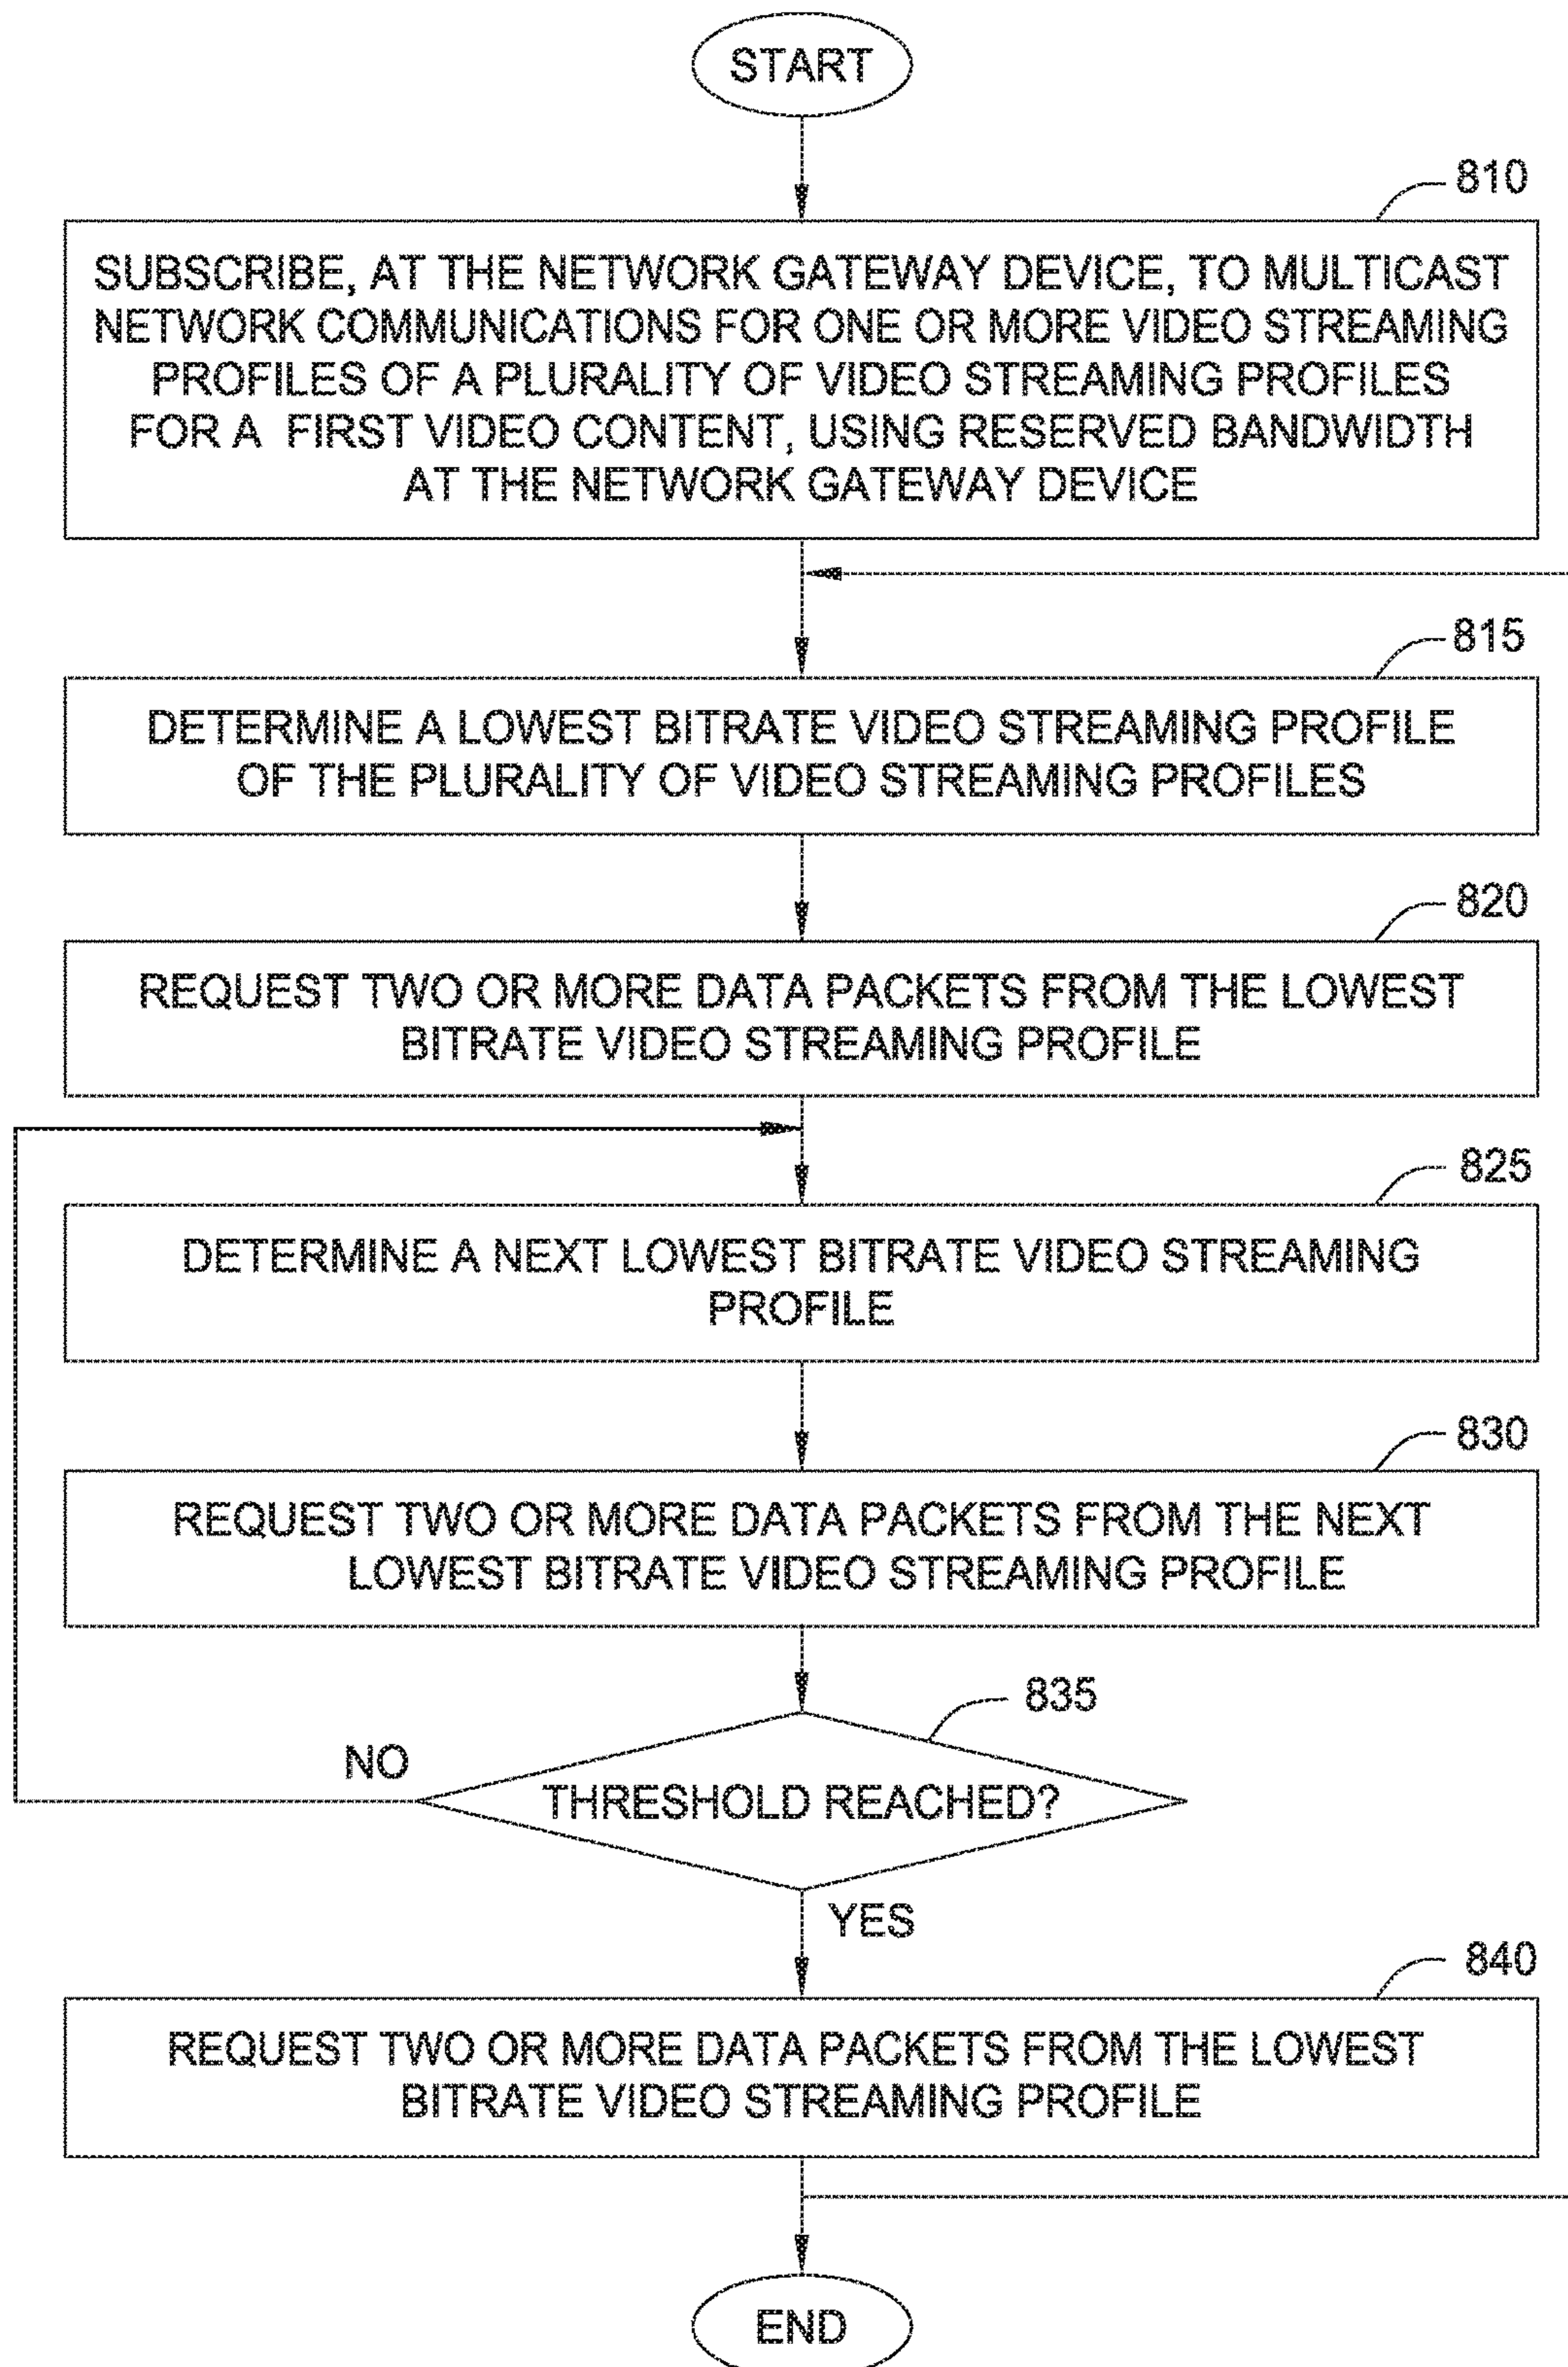 START
810
SUBSCRIBE, AT THE NETWORK GATEWAY DEVICE, TO MULTICAST
NETWORK COMMUNICATIONS FOR ONE OR MORE VIDEO STREAMING
PROFILES OF A PLURALITY OF VIDEO STREAMING PROFILES
FOR A FIRST VIDEO CONTENT, USING RESERVED BANDWIDTH
AT THE NETWORK GATEWAY DEVICE
815
DETERMINE A LOWEST BITRATE VIDEO STREAMING PROFILE
OF THE PLURALITY OF VIDEO STREAMING PROFILES
820
REQUEST TWO OR MORE DATA PACKETS FROM THE LOWEST
BITRATE VIDEO STREAMING PROFILE
825
DETERMINE A NEXT LOWEST BITRATE VIDEO STREAMING
PROFILE
830
REQUEST TWO OR MORE DATA PACKETS FROM THE NEXT
LOWEST BITRATE VIDEO STREAMING PROFILE
835
NO
THRESHOLD REACHED?
YES
840
REQUEST TWO OR MORE DATA PACKETS FROM THE LOWEST
BITRATE VIDEO STREAMING PROFILE
END